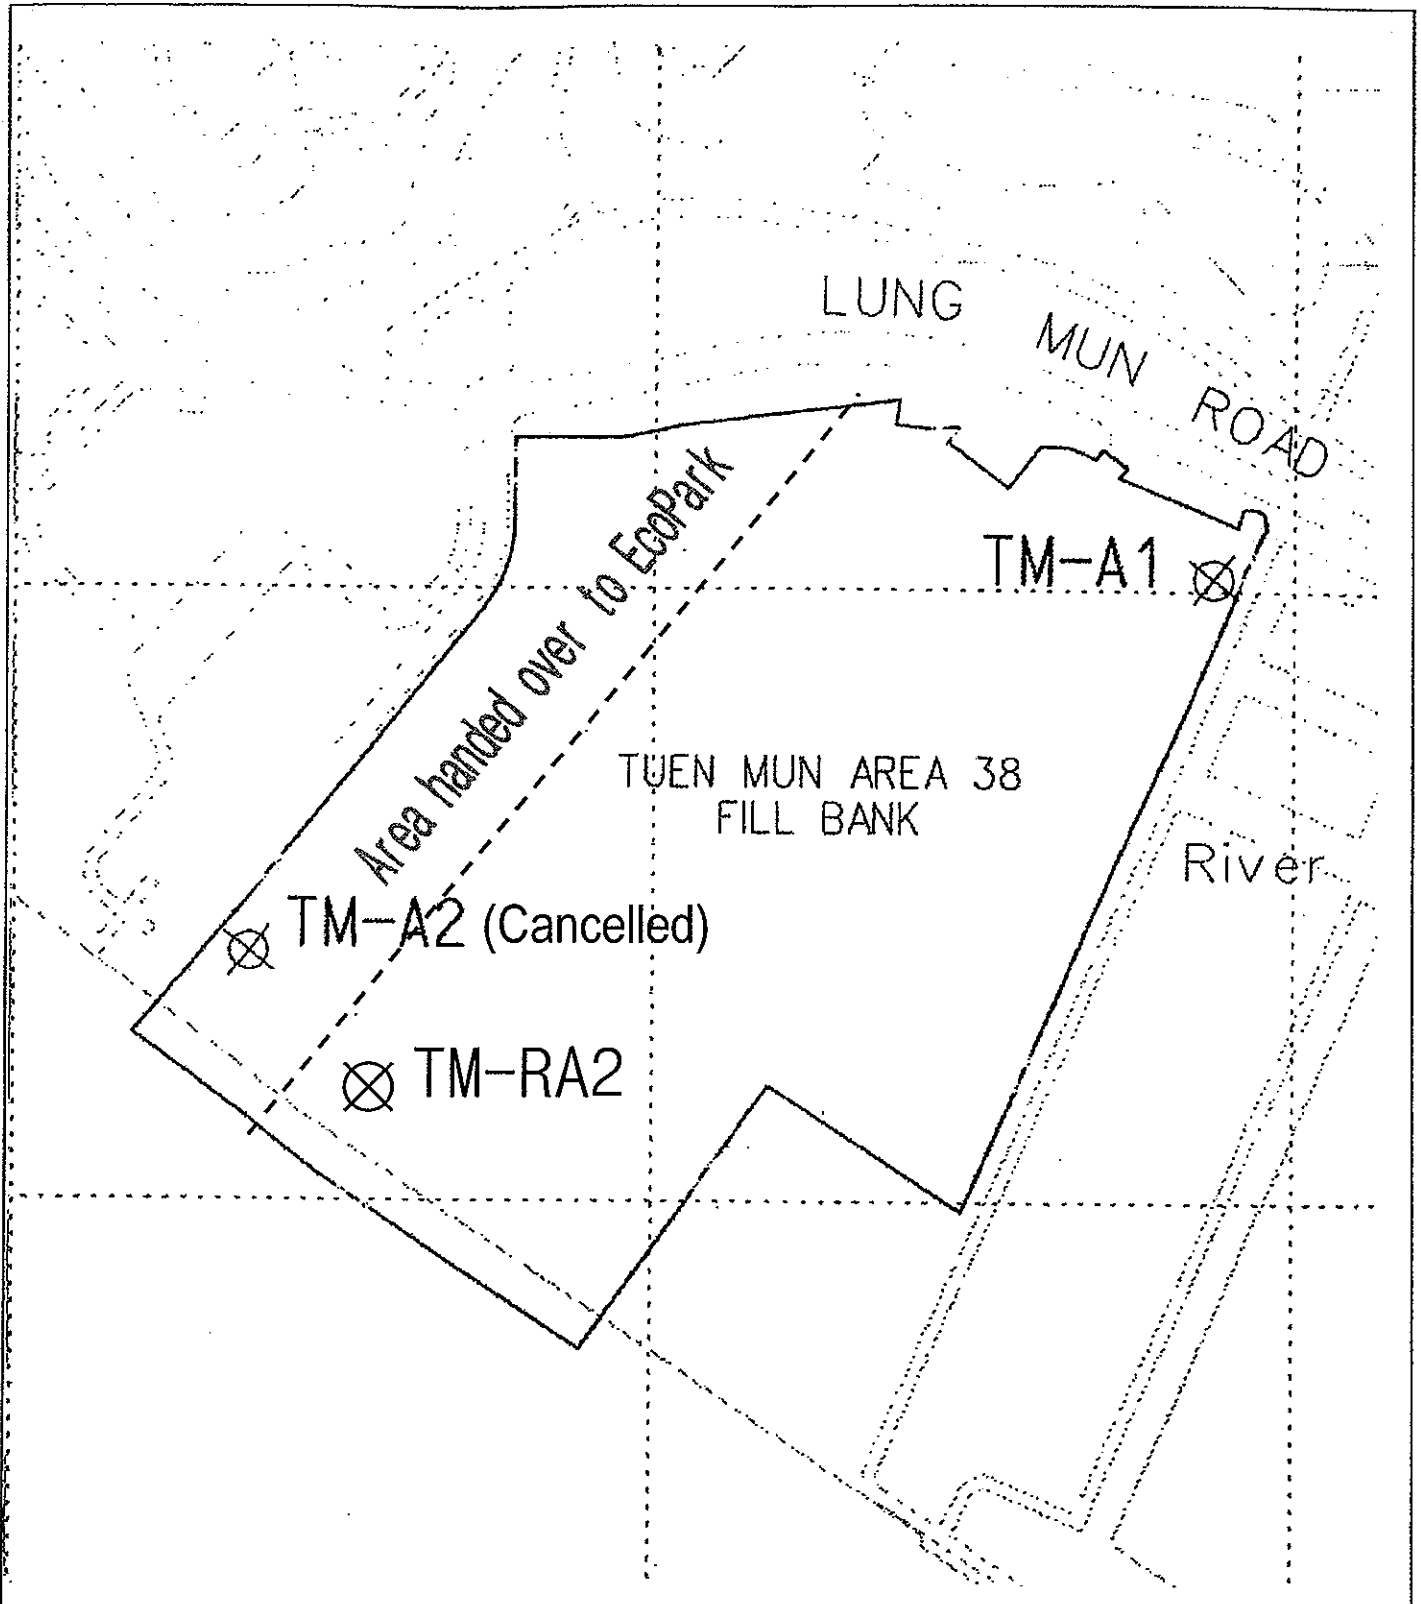 LUNG MUN ROAD
TM-A1
Area handed over to EcoPark
TUEN MUN AREA 38
FILL BANK
River
TM-A2 (Cancelled)
TM-RA2